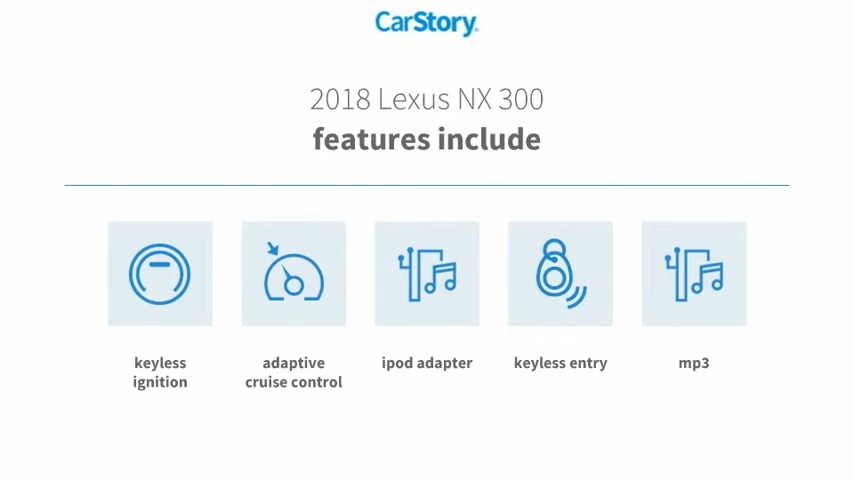 CarStory
2018 Lexus NX 300
features include
keyless
ignition
adaptive
cruise control
ipod adapter
keyless entry
mp3